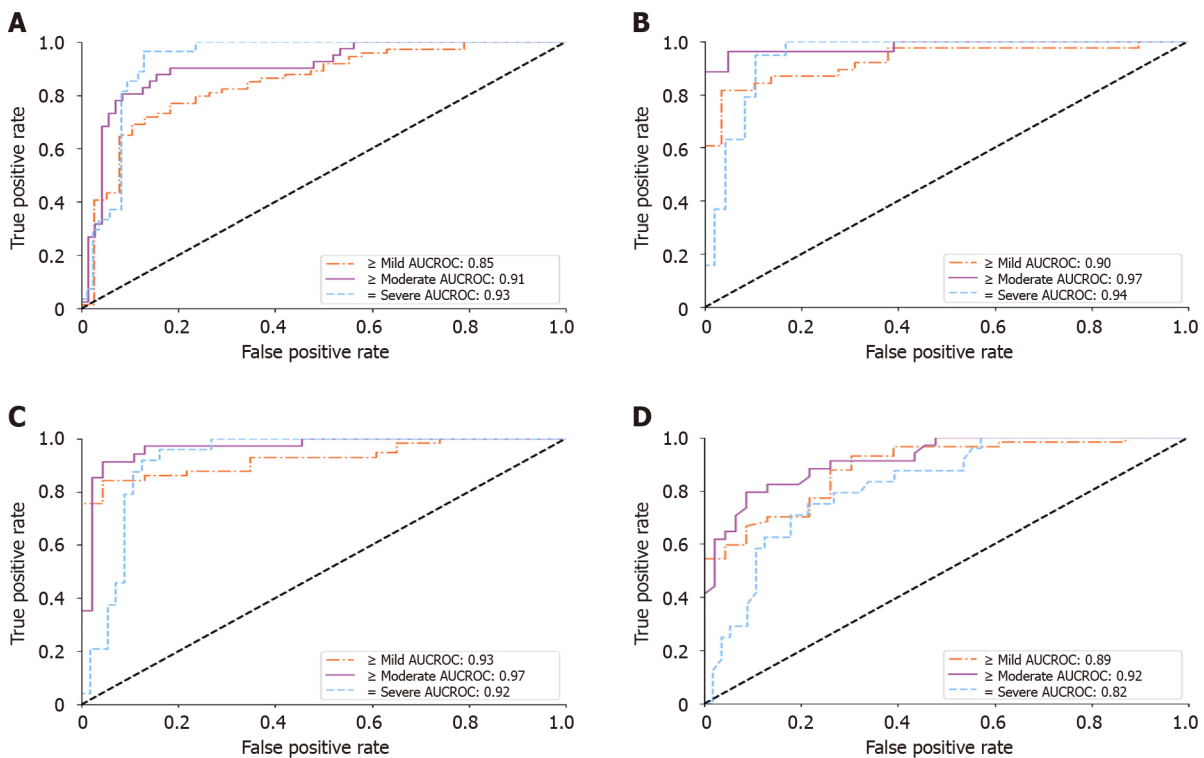 A
1.0
0.8
0.6
0.4
0.2
0
True positive rate
≥ Mild AUCROC: 0.85
≥ Moderate AUCROC: 0.91
= Severe AUCROC: 0.93
0 0.2 0.4 0.6 0.8 1.0
False positive rate
B
1.0
0.8
0.6
0.4
0.2
0
True positive rate
≥ Mild AUCROC: 0.90
≥ Moderate AUCROC: 0.97
= Severe AUCROC: 0.94
0 0.2 0.4 0.6 0.8 1.0
False positive rate
C
1.0
0.8
0.6
0.4
0.2
0
True positive rate
≥ Mild AUCROC: 0.93
≥ Moderate AUCROC: 0.97
= Severe AUCROC: 0.92
0 0.2 0.4 0.6 0.8 1.0
False positive rate
D
1.0
0.8
0.6
0.4
0.2
0
True positive rate
≥ Mild AUCROC: 0.89
≥ Moderate AUCROC: 0.92
= Severe AUCROC: 0.82
0 0.2 0.4 0.6 0.8 1.0
False positive rate